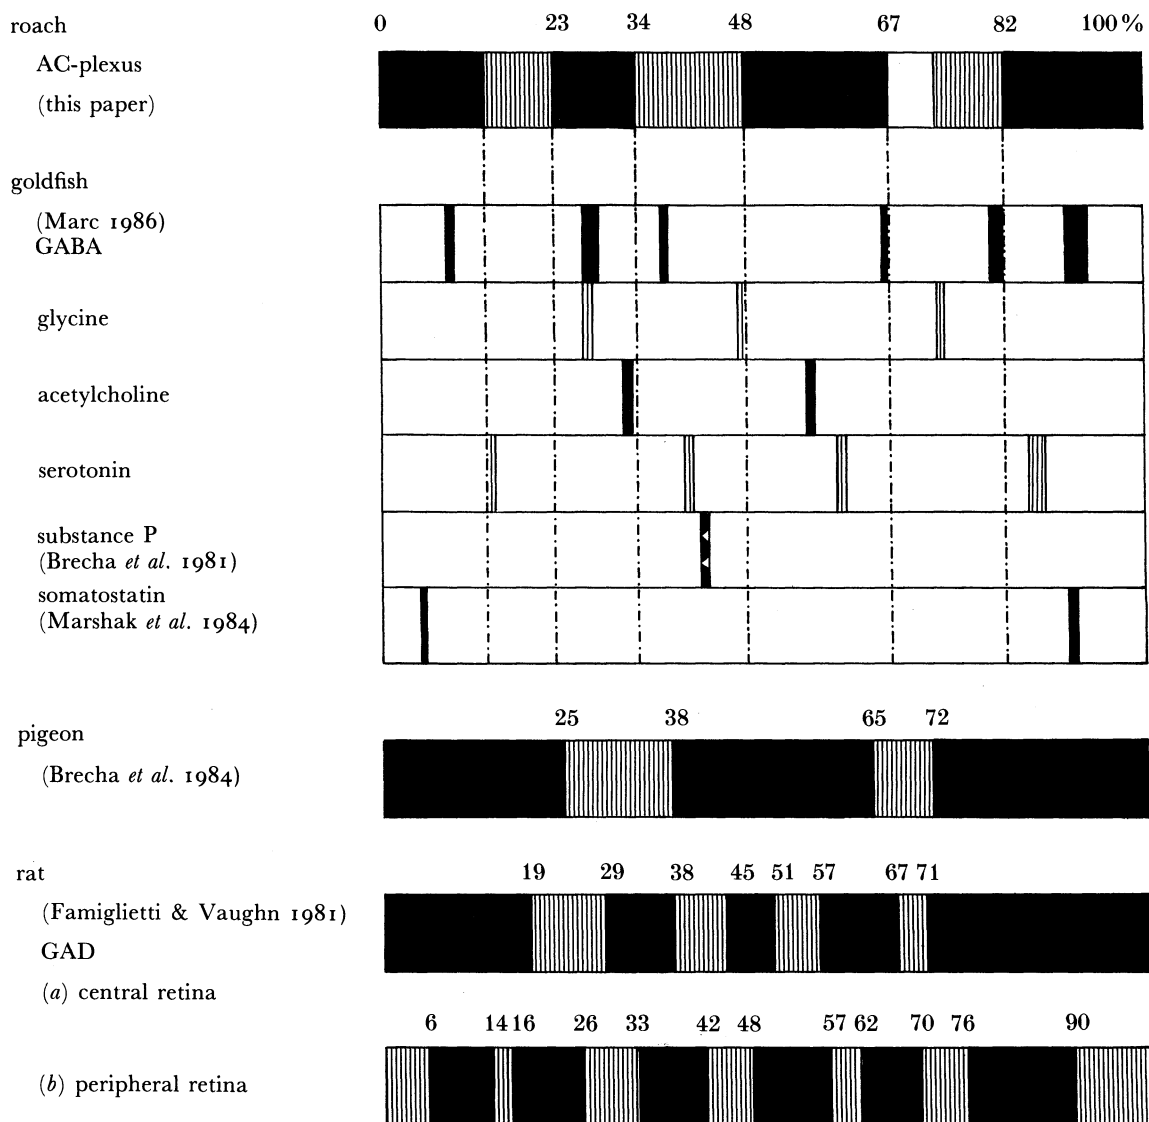 roach 0 23 34 48 67 82 100%
AC-plexus
(this paper)
goldfish
(Marc 1986)
GABA
glycine
acetylcholine
serotonin
substance P
(Brecha et al. 1981)
somatostatin
(Marshak et al. 1984)
25 38 65 72
pigeon
(Brecha et al. 1984)
rat 19 29 38 45 51 57 67 71
(Famiglietti & Vaughn 1981)
GAD
(a) central retina
6 14 16 26 33 42 48 57 62 70 76 90
(b) peripheral retina